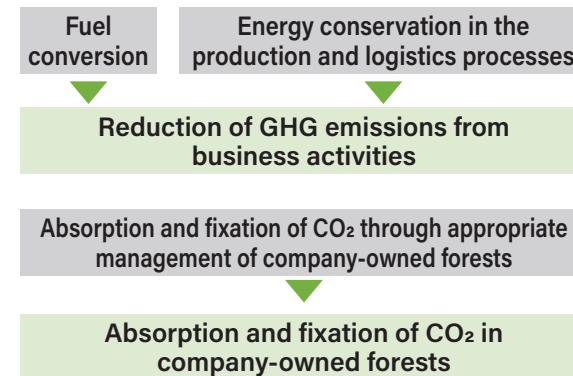 Fuel
conversion
Energy conservation in the
production and logistics processes
Reduction of GHG emissions from
business activities
Absorption and fixation of CO₂ through appropriate
management of company-owned forests
Absorption and fixation of CO₂ in
company-owned forests